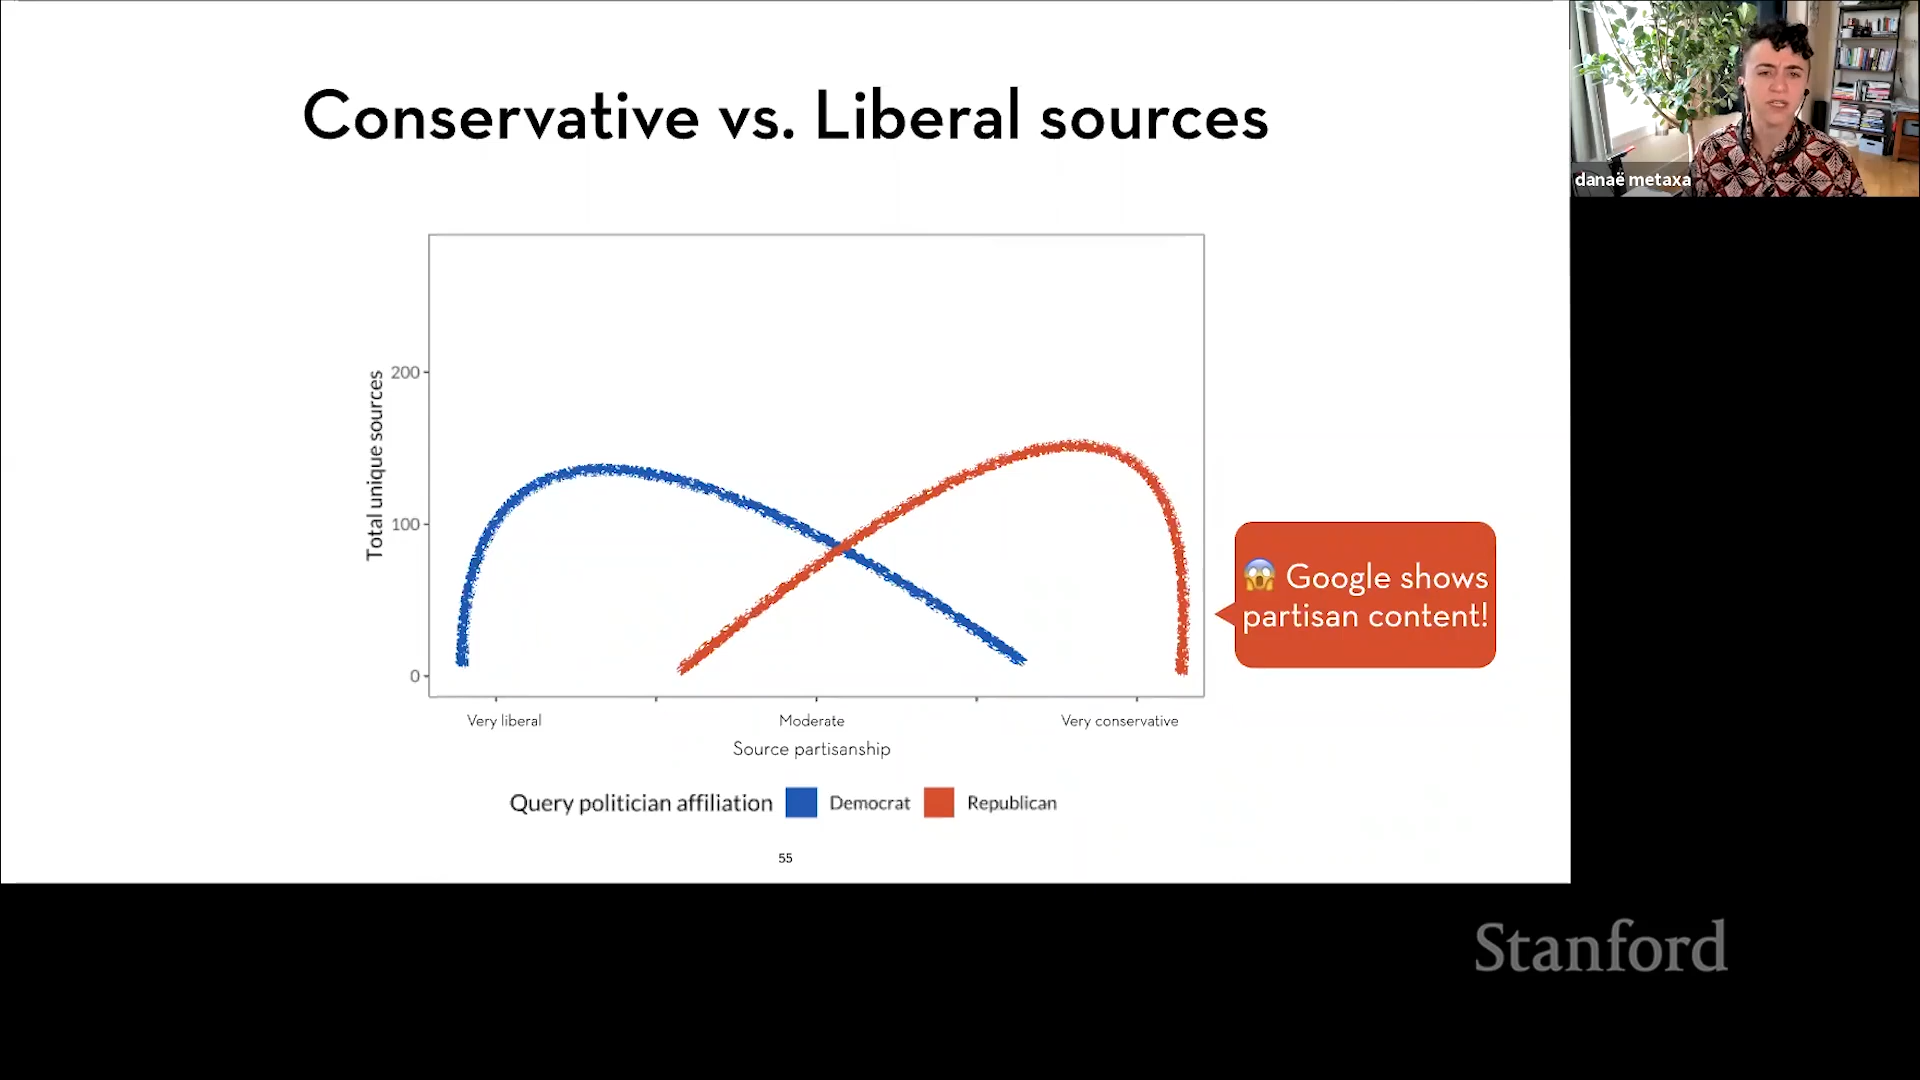 Conservative vs. Liberal sources
danaë metaxa
Total unique sources
200
100
0
Very liberal
Moderate
Very conservative
Source partisanship
😱 Google shows
partisan content!
Query politician affiliation
Democrat
Republican
55
Stanford